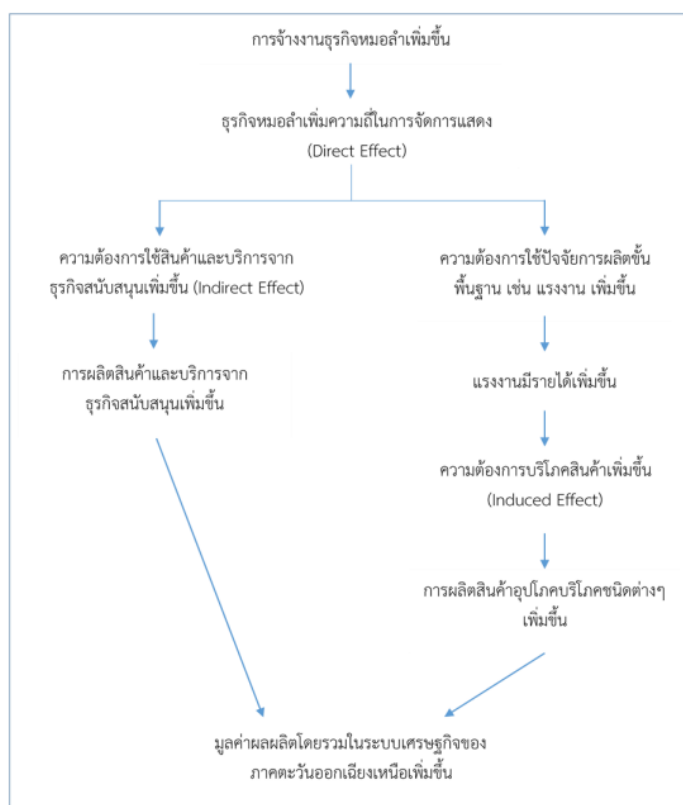 การจ้างงานธุรกิจหมอลำเพิ่มขึ้น
ธุรกิจหมอลำเพิ่มความถี่ในการจัดการแสดง
(Direct Effect)
ความต้องการใช้สินค้าและบริการจาก
ธุรกิจสนับสนุนเพิ่มขึ้น (Indirect Effect)
การผลิตสินค้าและบริการจาก
ธุรกิจสนับสนุนเพิ่มขึ้น
ความต้องการใช้ปัจจัยการผลิตขั้น
พื้นฐาน เช่น แรงงาน เพิ่มขึ้น
แรงงานมีรายได้เพิ่มขึ้น
ความต้องการบริโภคสินค้าเพิ่มขึ้น
(Induced Effect)
การผลิตสินค้าอุปโภคบริโภคชนิดต่างๆ
เพิ่มขึ้น
มูลค่าผลผลิตโดยรวมในระบบเศรษฐกิจของ
ภาคตะวันออกเฉียงเหนือเพิ่มขึ้น